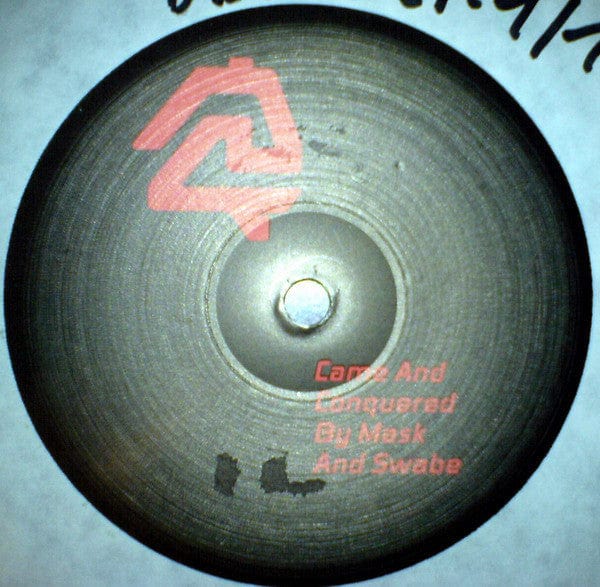 Came And
Conquered
By Mask
And Swabe